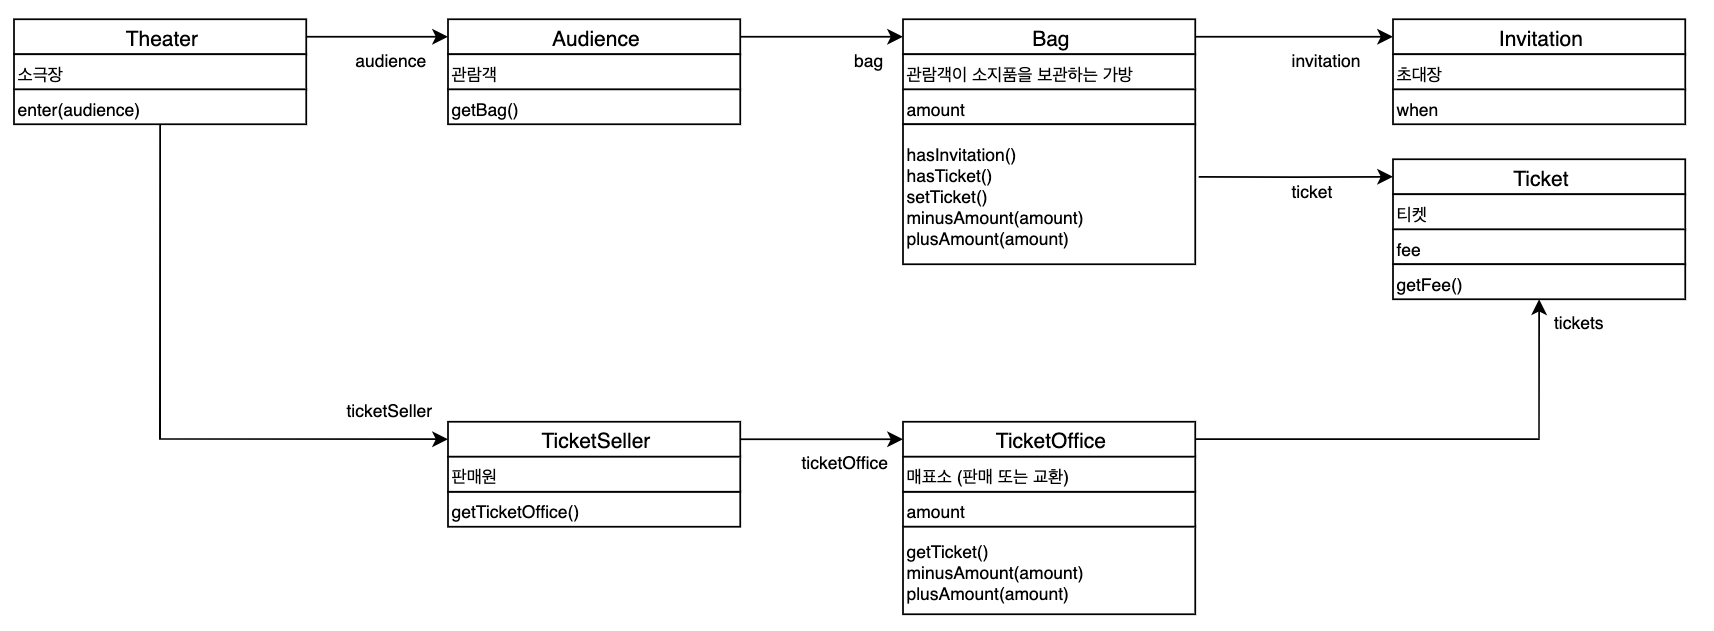 Theater
소극장
enter(audience)
audience
Audience
관람객
getBag()
bag
Bag
관람객이 소지품을 보관하는 가방
amount
hasInvitation()
hasTicket()
setTicket()
minusAmount(amount)
plusAmount(amount)
invitation
Invitation
초대장
when
ticket
Ticket
티켓
fee
getFee()
tickets
ticketSeller
TicketSeller
판매원
getTicketOffice()
ticketOffice
TicketOffice
매표소 (판매 또는 교환)
amount
getTicket()
minusAmount(amount)
plusAmount(amount)